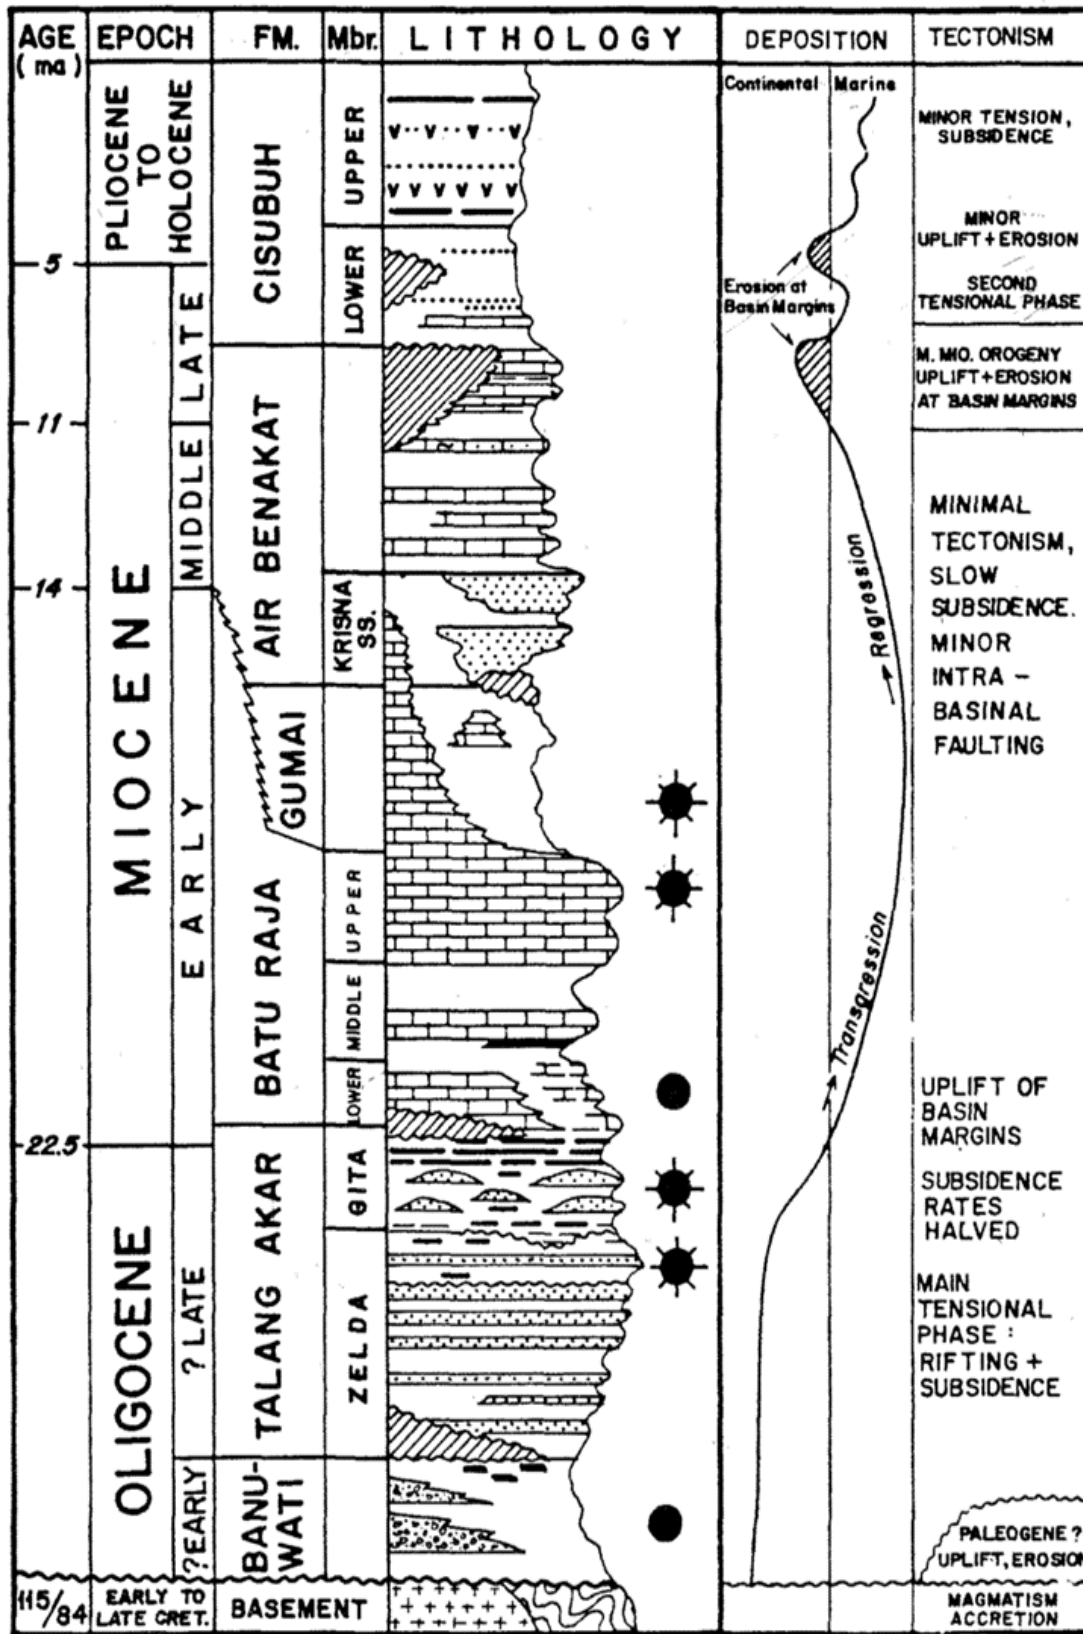 AGE EPOCH FM. Mbr. LITHOLOGY DEPOSITION TECTONISM
(ma)
Continental Marine
PLIOCENE
TO
HOLOCENE
MIOCENE
LATE
MIDDLE
EARLY
OLIGOCENE
? LATE
?EARLY
5
11
14
22.5
115/84
EARLY TO
LATE CRET.
CISUBUH
AIR BENAKAT
GUMAI
BATU RAJA
TALANG AKAR
BANU-
WATI
BASEMENT
UPPER
LOWER
KRISNA
SS.
UPPER
MIDDLE
LOWER
GITA
ZELDA
Erosion at
Basin Margins
Regression
Transgression
MINOR TENSION,
SUBSIDENCE
MINOR
UPLIFT + EROSION
SECOND
TENSIONAL PHASE
M. MIO. OROGENY
UPLIFT+EROSION
AT BASIN MARGINS
MINIMAL
TECTONISM,
SLOW
SUBSIDENCE.
MINOR
INTRA –
BASINAL
FAULTING
UPLIFT OF
BASIN
MARGINS
SUBSIDENCE
RATES
HALVED
MAIN
TENSIONAL
PHASE :
RIFTING +
SUBSIDENCE
PALEOGENE ?
UPLIFT, EROSION
MAGMATISM
ACCRETION